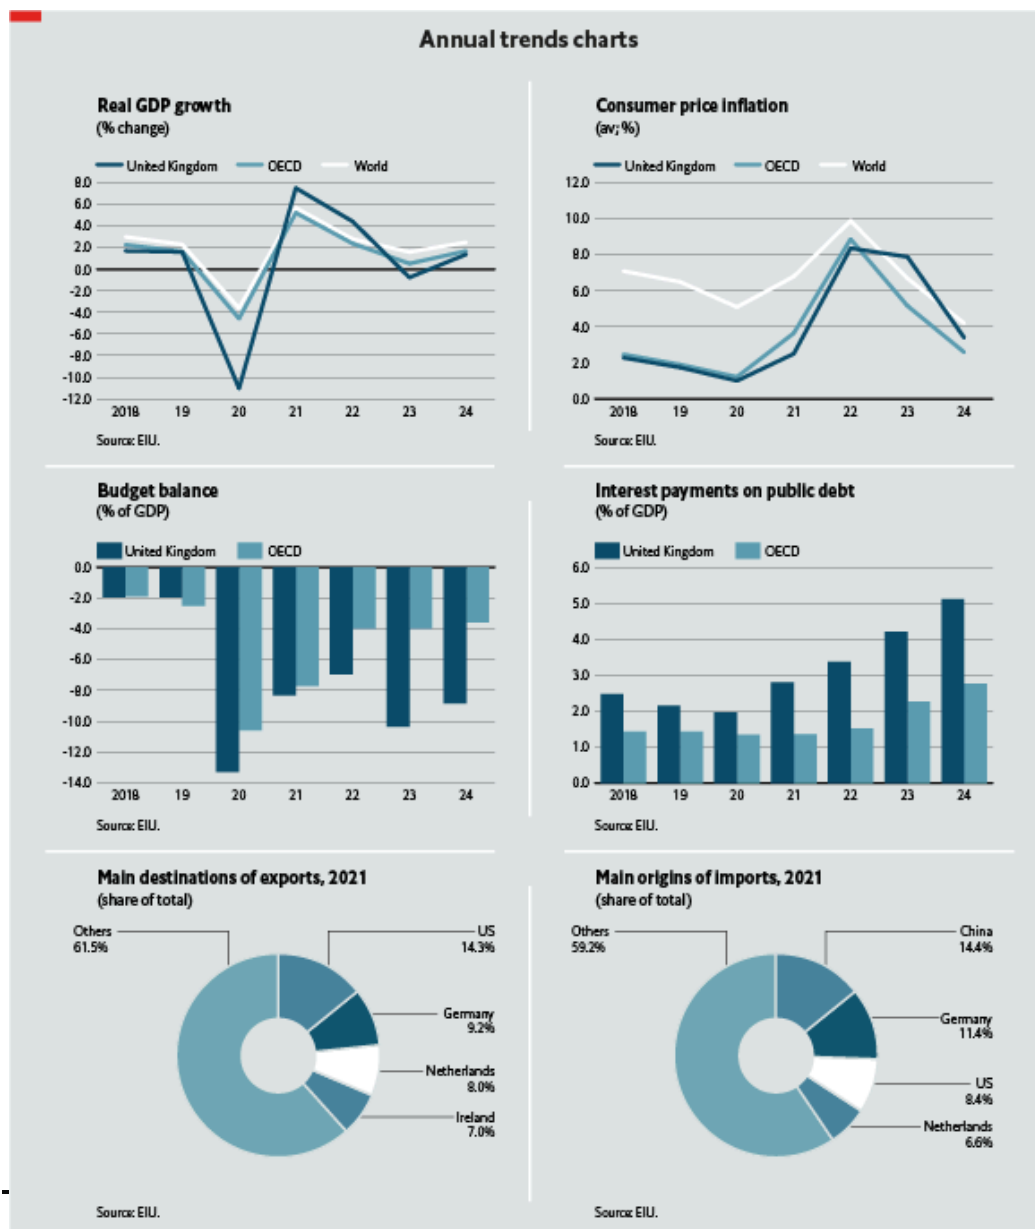 Annual trends charts
Real GDP growth
(% change)
United Kingdom OECD World
8.0
6.0
4.0
2.0
0.0
-2.0
-4.0
-6.0
-8.0
-10.0
-12.0
2018 19 20 21 22 23 24
Source: EIU.
Consumer price inflation
(av; %)
United Kingdom OECD World
12.0
10.0
8.0
6.0
4.0
2.0
0.0
2018 19 20 21 22 23 24
Source: EIU.
Budget balance
(% of GDP)
United Kingdom OECD
0.0
-2.0
-4.0
-6.0
-8.0
-10.0
-12.0
-14.0
2018 19 20 21 22 23 24
Source: EIU.
Interest payments on public debt
(% of GDP)
United Kingdom OECD
6.0
5.0
4.0
3.0
2.0
1.0
0.0
2018 19 20 21 22 23 24
Source: EIU.
Main destinations of exports, 2021
(share of total)
Others
61.5%
US
14.3%
Germany
9.2%
Netherlands
8.0%
Ireland
7.0%
Source: EIU.
Main origins of imports, 2021
(share of total)
Others
59.2%
China
14.4%
Germany
11.4%
US
8.4%
Netherlands
6.6%
Source: EIU.